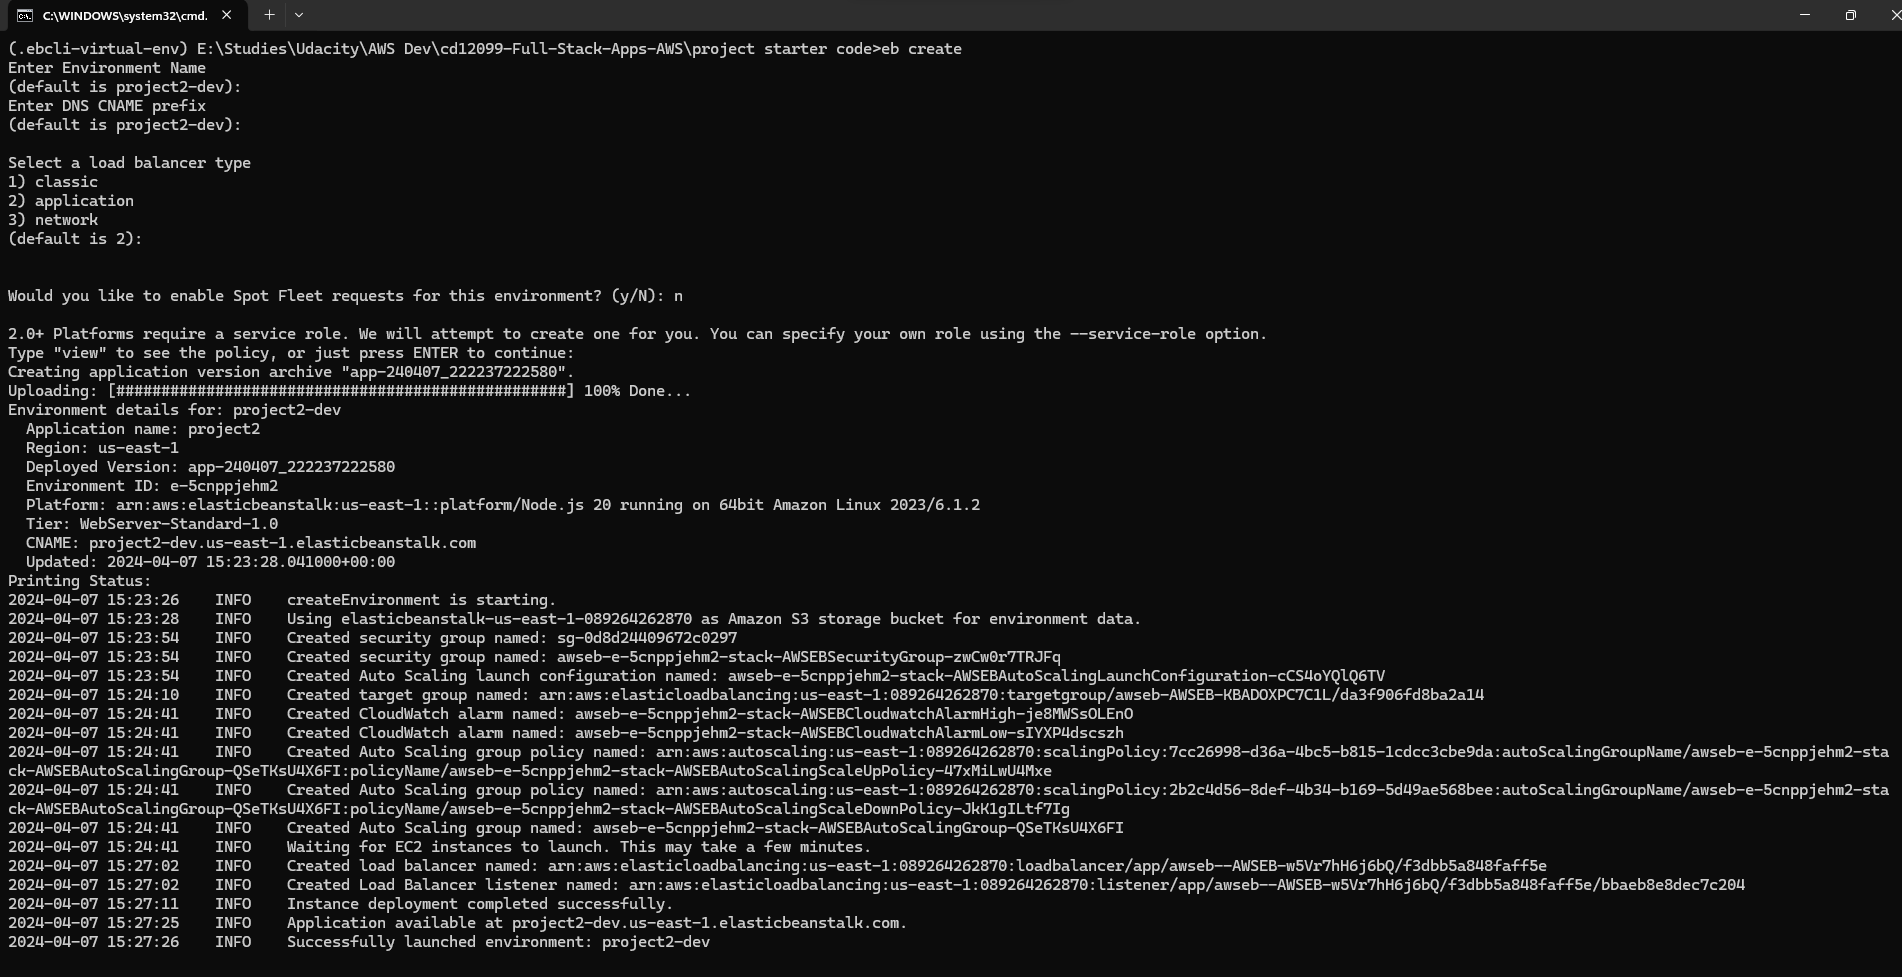 C:\WINDOWS\system32\cmd.
(.ebcli-virtual-env) E:\Studies\Udacity\AWS Dev\cd12099-Full-Stack-Apps-AWS\project starter code>eb create
Enter Environment Name
(default is project2-dev):
Enter DNS CNAME prefix
(default is project2-dev):
Select a load balancer type
1) classic
2) application
3) network
(default is 2):
Would you like to enable Spot Fleet requests for this environment? (y/N): n
2.0+ Platforms require a service role. We will attempt to create one for you. You can specify your own role using the --service-role option.
Type "view" to see the policy, or just press ENTER to continue:
Creating application version archive "app-240407_222237222580".
Uploading: [##################################################] 100% Done...
Environment details for: project2-dev
  Application name: project2
  Region: us-east-1
  Deployed Version: app-240407_222237222580
  Environment ID: e-5cnppjehm2
  Platform: arn:aws:elasticbeanstalk:us-east-1::platform/Node.js 20 running on 64bit Amazon Linux 2023/6.1.2
  Tier: WebServer-Standard-1.0
  CNAME: project2-dev.us-east-1.elasticbeanstalk.com
  Updated: 2024-04-07 15:23:28.041000+00:00
Printing Status:
2024-04-07 15:23:26    INFO    createEnvironment is starting.
2024-04-07 15:23:28    INFO    Using elasticbeanstalk-us-east-1-089264262870 as Amazon S3 storage bucket for environment data.
2024-04-07 15:23:54    INFO    Created security group named: sg-0d8d24409672c0297
2024-04-07 15:23:54    INFO    Created security group named: awseb-e-5cnppjehm2-stack-AWSEBSecurityGroup-zwCw0r7TRJFq
2024-04-07 15:23:54    INFO    Created Auto Scaling launch configuration named: awseb-e-5cnppjehm2-stack-AWSEBAutoScalingLaunchConfiguration-cCS4oYQlQ6TV
2024-04-07 15:24:10    INFO    Created target group named: arn:aws:elasticloadbalancing:us-east-1:089264262870:targetgroup/awseb-AWSEB-KBADOXPC7C1L/da3f906fd8ba2a14
2024-04-07 15:24:41    INFO    Created CloudWatch alarm named: awseb-e-5cnppjehm2-stack-AWSEBCloudwatchAlarmHigh-je8MWSsOLEnO
2024-04-07 15:24:41    INFO    Created CloudWatch alarm named: awseb-e-5cnppjehm2-stack-AWSEBCloudwatchAlarmLow-sIYXP4dscszh
2024-04-07 15:24:41    INFO    Created Auto Scaling group policy named: arn:aws:autoscaling:us-east-1:089264262870:scalingPolicy:7cc26998-d36a-4bc5-b815-1cdcc3cbe9da:autoScalingGroupName/awseb-e-5cnppjehm2-sta
ck-AWSEBAutoScalingGroup-QSeTKsU4X6FI:policyName/awseb-e-5cnppjehm2-stack-AWSEBAutoScalingScaleUpPolicy-47xMiLwU4Mxe
2024-04-07 15:24:41    INFO    Created Auto Scaling group policy named: arn:aws:autoscaling:us-east-1:089264262870:scalingPolicy:2b2c4d56-8def-4b34-b169-5d49ae568bee:autoScalingGroupName/awseb-e-5cnppjehm2-sta
ck-AWSEBAutoScalingGroup-QSeTKsU4X6FI:policyName/awseb-e-5cnppjehm2-stack-AWSEBAutoScalingScaleDownPolicy-JkK1gILtf7Ig
2024-04-07 15:24:41    INFO    Created Auto Scaling group named: awseb-e-5cnppjehm2-stack-AWSEBAutoScalingGroup-QSeTKsU4X6FI
2024-04-07 15:24:41    INFO    Waiting for EC2 instances to launch. This may take a few minutes.
2024-04-07 15:27:02    INFO    Created load balancer named: arn:aws:elasticloadbalancing:us-east-1:089264262870:loadbalancer/app/awseb--AWSEB-w5Vr7hH6j6bQ/f3dbb5a848faff5e
2024-04-07 15:27:02    INFO    Created Load Balancer listener named: arn:aws:elasticloadbalancing:us-east-1:089264262870:listener/app/awseb--AWSEB-w5Vr7hH6j6bQ/f3dbb5a848faff5e/bbaeb8e8dec7c204
2024-04-07 15:27:11    INFO    Instance deployment completed successfully.
2024-04-07 15:27:25    INFO    Application available at project2-dev.us-east-1.elasticbeanstalk.com.
2024-04-07 15:27:26    INFO    Successfully launched environment: project2-dev